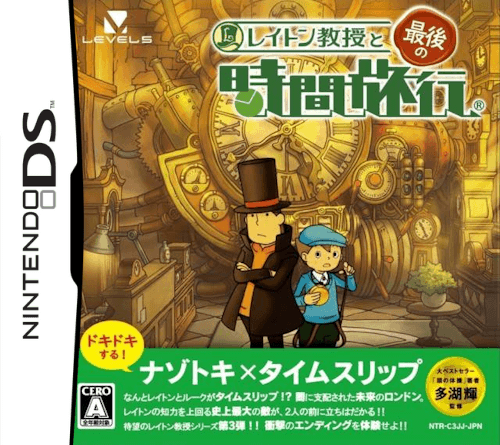 LEVEL5
レイトン教授と
最後の
時間旅行®
NINTENDO DS™
ドキドキ
する!
ナゾトキ×タイムスリップ
なんとレイトンとルークがタイムスリップ!? 闇に支配された未来のロンドン。
レイトンの知力を上回る史上最大の敵が、2人の前に立ちはだかる!!
待望のレイトン教授シリーズ第3弾!! 衝撃のエンディングを体験せよ!!
大ベストセラー
「頭の体操」著者
多湖輝
監修
CERO
A
全年齢対象
NTR-C3JJ-JPN